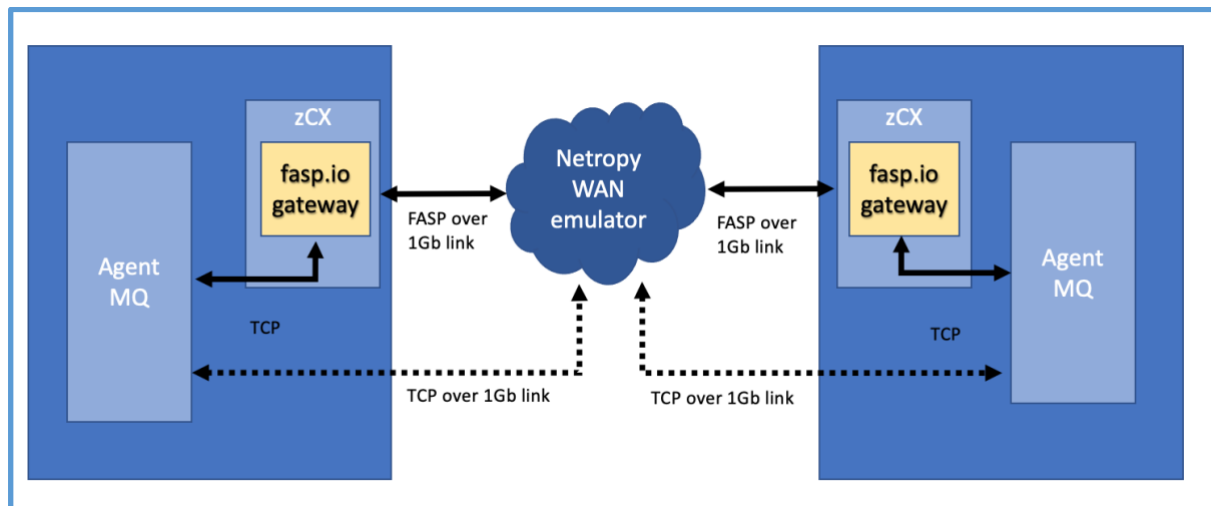 zCX
fasp.io
gateway
Agent
MQ
TCP
FASP over
1Gb link
TCP over 1Gb link
Netropy
WAN
emulator
FASP over
1Gb link
TCP over 1Gb link
zCX
fasp.io
gateway
Agent
MQ
TCP